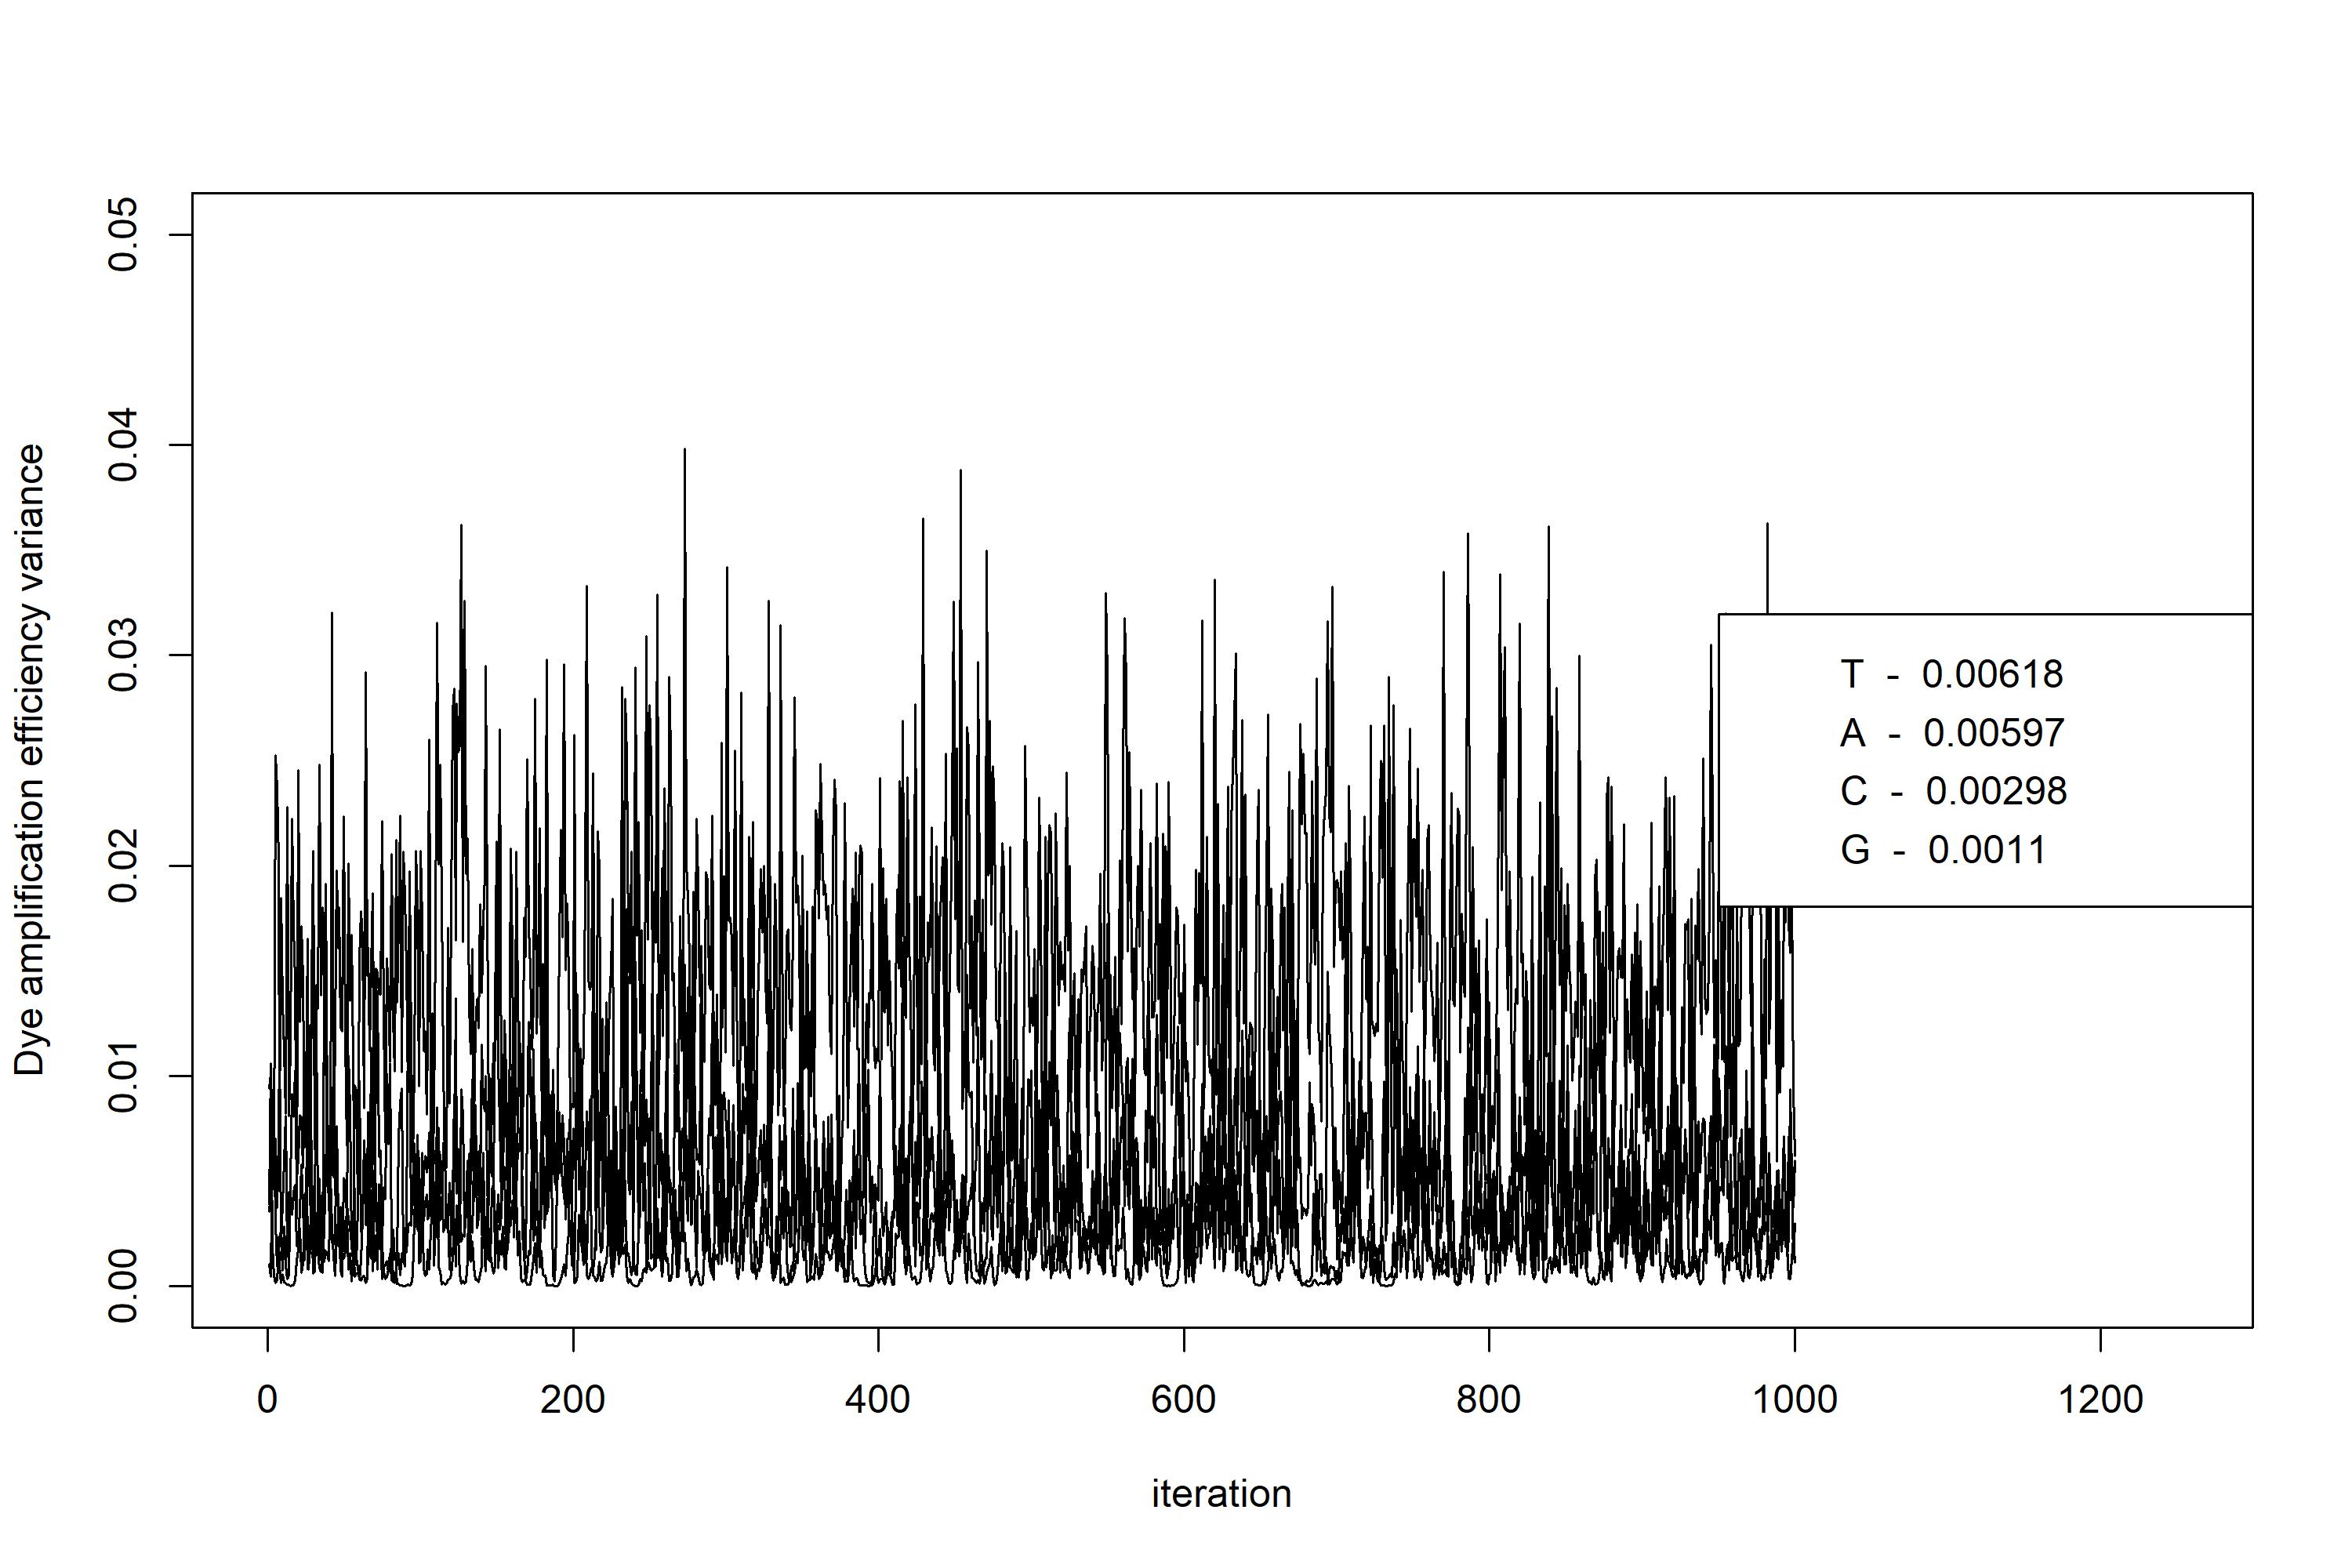 Dye amplification efficiency variance
0.05
0.04
0.03
0.02
0.01
0.00
T - 0.00618
A - 0.00597
C - 0.00298
G - 0.0011
0 200 400 600 800 1000 1200
iteration